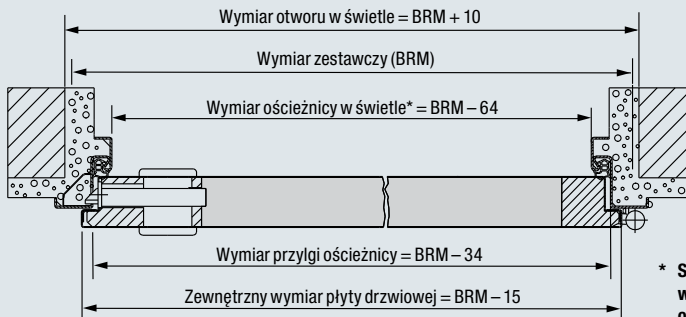 Wymiar otworu w świetle = BRM + 10
Wymiar zestawczy (BRM)
Wymiar ościeżnicy w świetle* = BRM – 64
Wymiar przylgi ościeżnicy = BRM – 34
Zewnętrzny wymiar płyty drzwiowej = BRM – 15
*